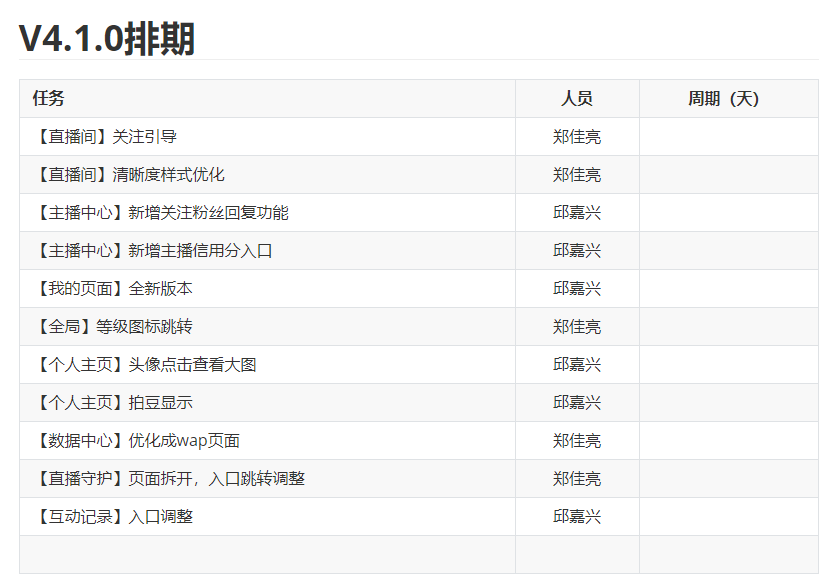 V4.1.0排期
任务 人员 周期（天）
【直播间】关注引导 郑佳亮
【直播间】清晰度样式优化 郑佳亮
【主播中心】新增关注粉丝回复功能 邱嘉兴
【主播中心】新增主播信用分入口 邱嘉兴
【我的页面】全新版本 邱嘉兴
【全局】等级图标跳转 郑佳亮
【个人主页】头像点击查看大图 邱嘉兴
【个人主页】拍豆显示 邱嘉兴
【数据中心】优化成wap页面 郑佳亮
【直播守护】页面拆开，入口跳转调整 郑佳亮
【互动记录】入口调整 邱嘉兴